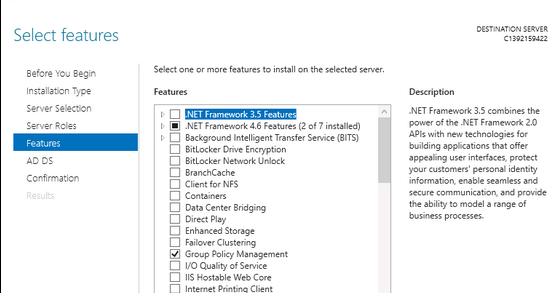 Select features
DESTINATION SERVER
C1392159422
Before You Begin
Installation Type
Server Selection
Server Roles
Features
AD DS
Confirmation
Results
Select one or more features to install on the selected server.
Features
.NET Framework 3.5 Features
.NET Framework 4.6 Features (2 of 7 installed)
Background Intelligent Transfer Service (BITS)
BitLocker Drive Encryption
BitLocker Network Unlock
BranchCache
Client for NFS
Containers
Data Center Bridging
Direct Play
Enhanced Storage
Failover Clustering
Group Policy Management
I/O Quality of Service
IIS Hostable Web Core
Internet Printing Client
Description
.NET Framework 3.5 combines the
power of the .NET Framework 2.0
APIs with new technologies for
building applications that offer
appealing user interfaces, protect
your customers' personal identity
information, enable seamless and
secure communication, and provide
the ability to model a range of
business processes.